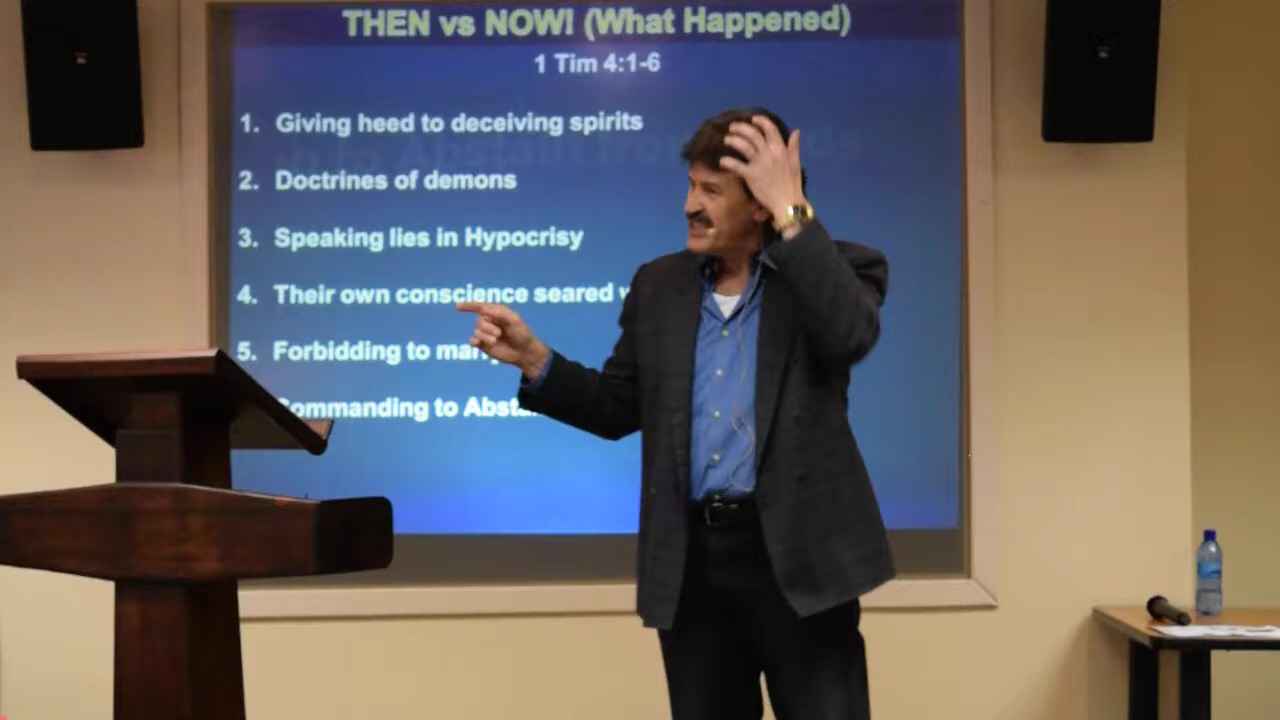 THEN vs NOW! (What Happened)
1 Tim 4:1-6
1. Giving heed to deceiving spirits
2. Doctrines of demons
3. Speaking lies in Hypocrisy
4. Their own conscience seared
5. Forbidding to marry
Commanding to